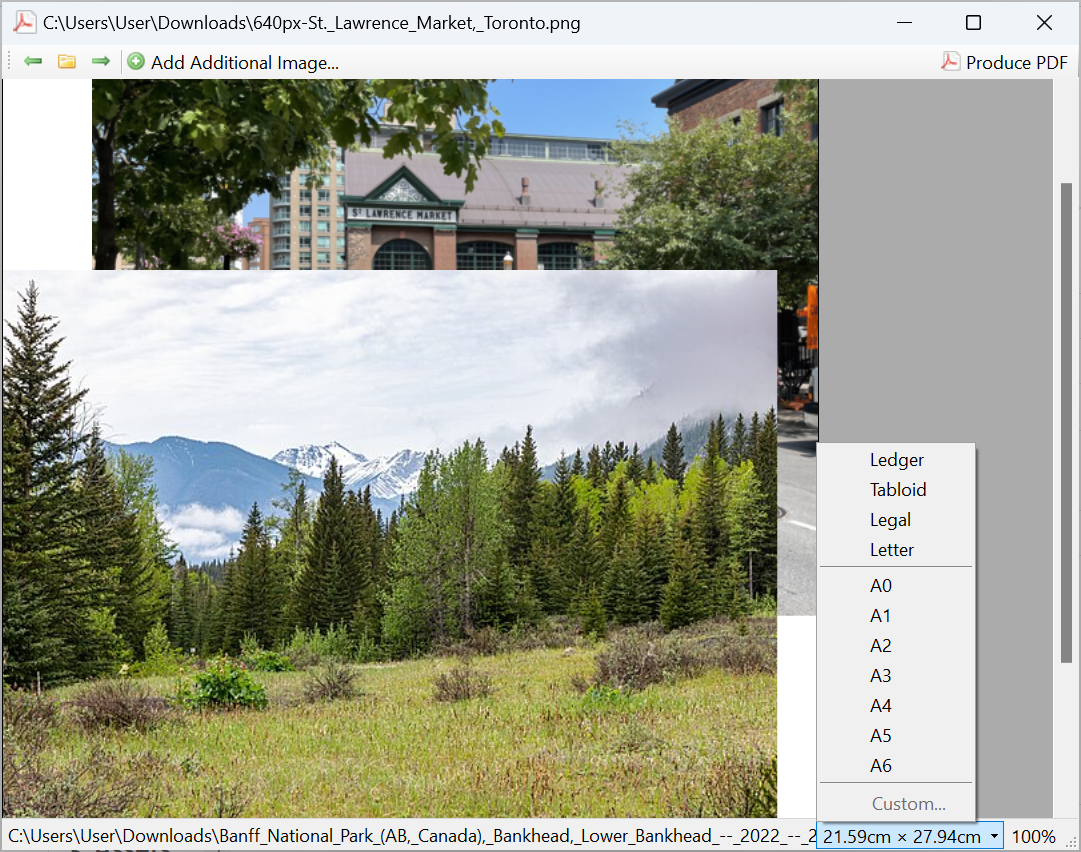 C:\Users\User\Downloads\640px-St._Lawrence_Market,_Toronto.png
Add Additional Image...
Produce PDF
ST LAWRENCE MARKET
Ledger
Tabloid
Legal
Letter
A0
A1
A2
A3
A4
A5
A6
Custom...
C:\Users\User\Downloads\Banff_National_Park_(AB,_Canada),_Bankhead,_Lower_Bankhead_--_2022_--_2
21.59cm × 27.94cm
100%